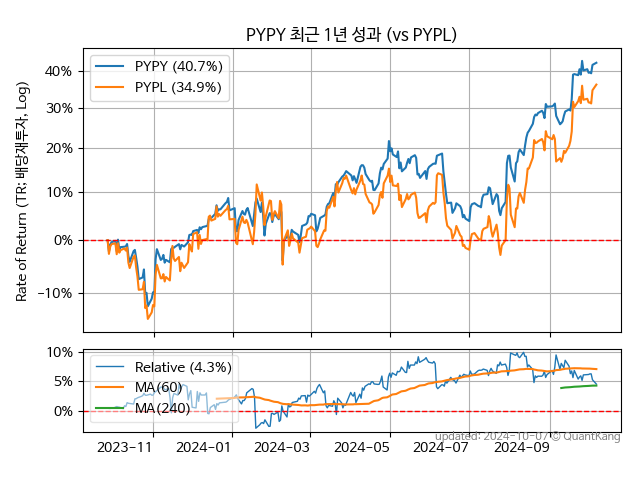 PYPY 최근 1년 성과 (vs PYPL)
Rate of Return (TR: 배당재투자, Log)
40%
30%
20%
10%
0%
−10%
PYPY (40.7%)
PYPL (34.9%)
10%
5%
0%
Relative (4.3%)
MA(60)
MA(240)
2023−11
2024−01
2024−03
2024−05
2024−07
2024−09
updated: 2024-10-07 © QuantKang